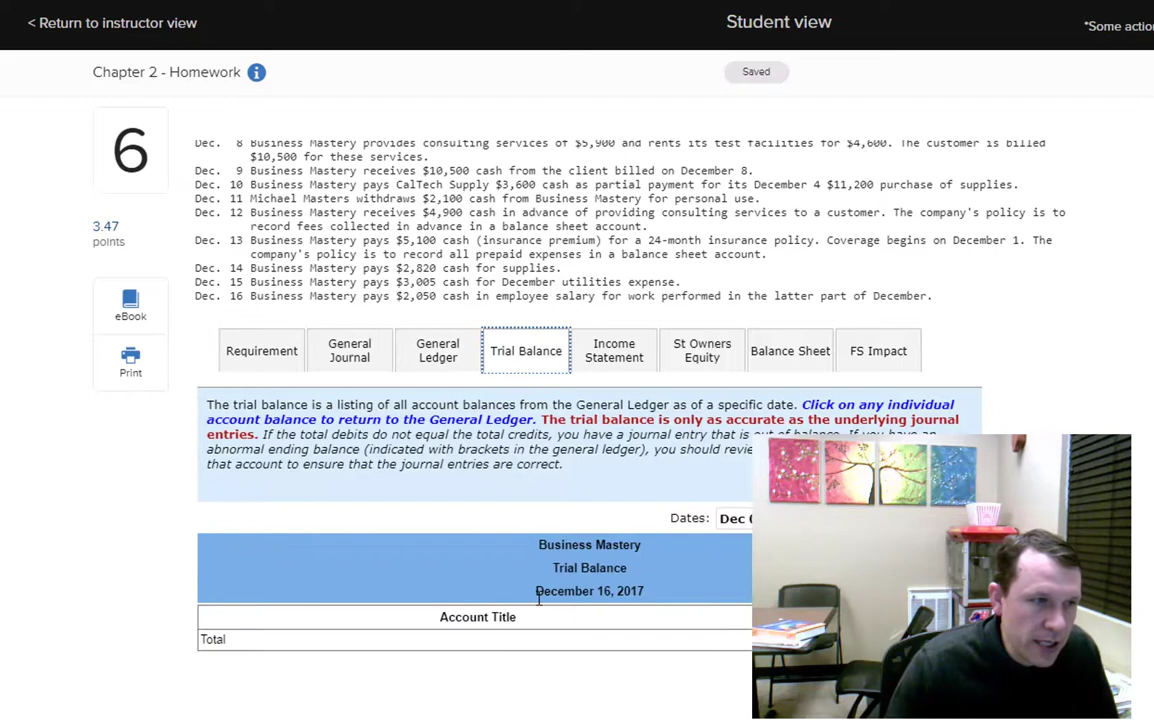 < Return to instructor view
Student view
*Some actio
Chapter 2 - Homework
Saved
6
3.47
points
eBook
Print
Dec. 8 Business Mastery provides consulting services of $5,900 and rents its test facilities for $4,600. The customer is billed
$10,500 for these services.
Dec. 9 Business Mastery receives $10,500 cash from the client billed on December 8.
Dec. 10 Business Mastery pays CalTech Supply $3,600 cash as partial payment for its December 4 $11,200 purchase of supplies.
Dec. 11 Michael Masters withdraws $2,100 cash from Business Mastery for personal use.
Dec. 12 Business Mastery receives $4,900 cash in advance of providing consulting services to a customer. The company's policy is to
record fees collected in advance in a balance sheet account.
Dec. 13 Business Mastery pays $5,100 cash (insurance premium) for a 24-month insurance policy. Coverage begins on December 1. The
company's policy is to record all prepaid expenses in a balance sheet account.
Dec. 14 Business Mastery pays $2,820 cash for supplies.
Dec. 15 Business Mastery pays $3,005 cash for December utilities expense.
Dec. 16 Business Mastery pays $2,050 cash in employee salary for work performed in the latter part of December.
Requirement
General
Journal
General
Ledger
Trial Balance
Income
Statement
St Owners
Equity
Balance Sheet
FS Impact
The trial balance is a listing of all account balances from the General Ledger as of a specific date. Click on any individual
account balance to return to the General Ledger. The trial balance is only as accurate as the underlying journal
entries. If the total debits do not equal the total credits, you have a journal entry that is out of balance. If you have an
abnormal ending balance (indicated with brackets in the general ledger), you should revie
that account to ensure that the journal entries are correct.
Dates: Dec 0
Business Mastery
Trial Balance
December 16, 2017
Account Title
Total